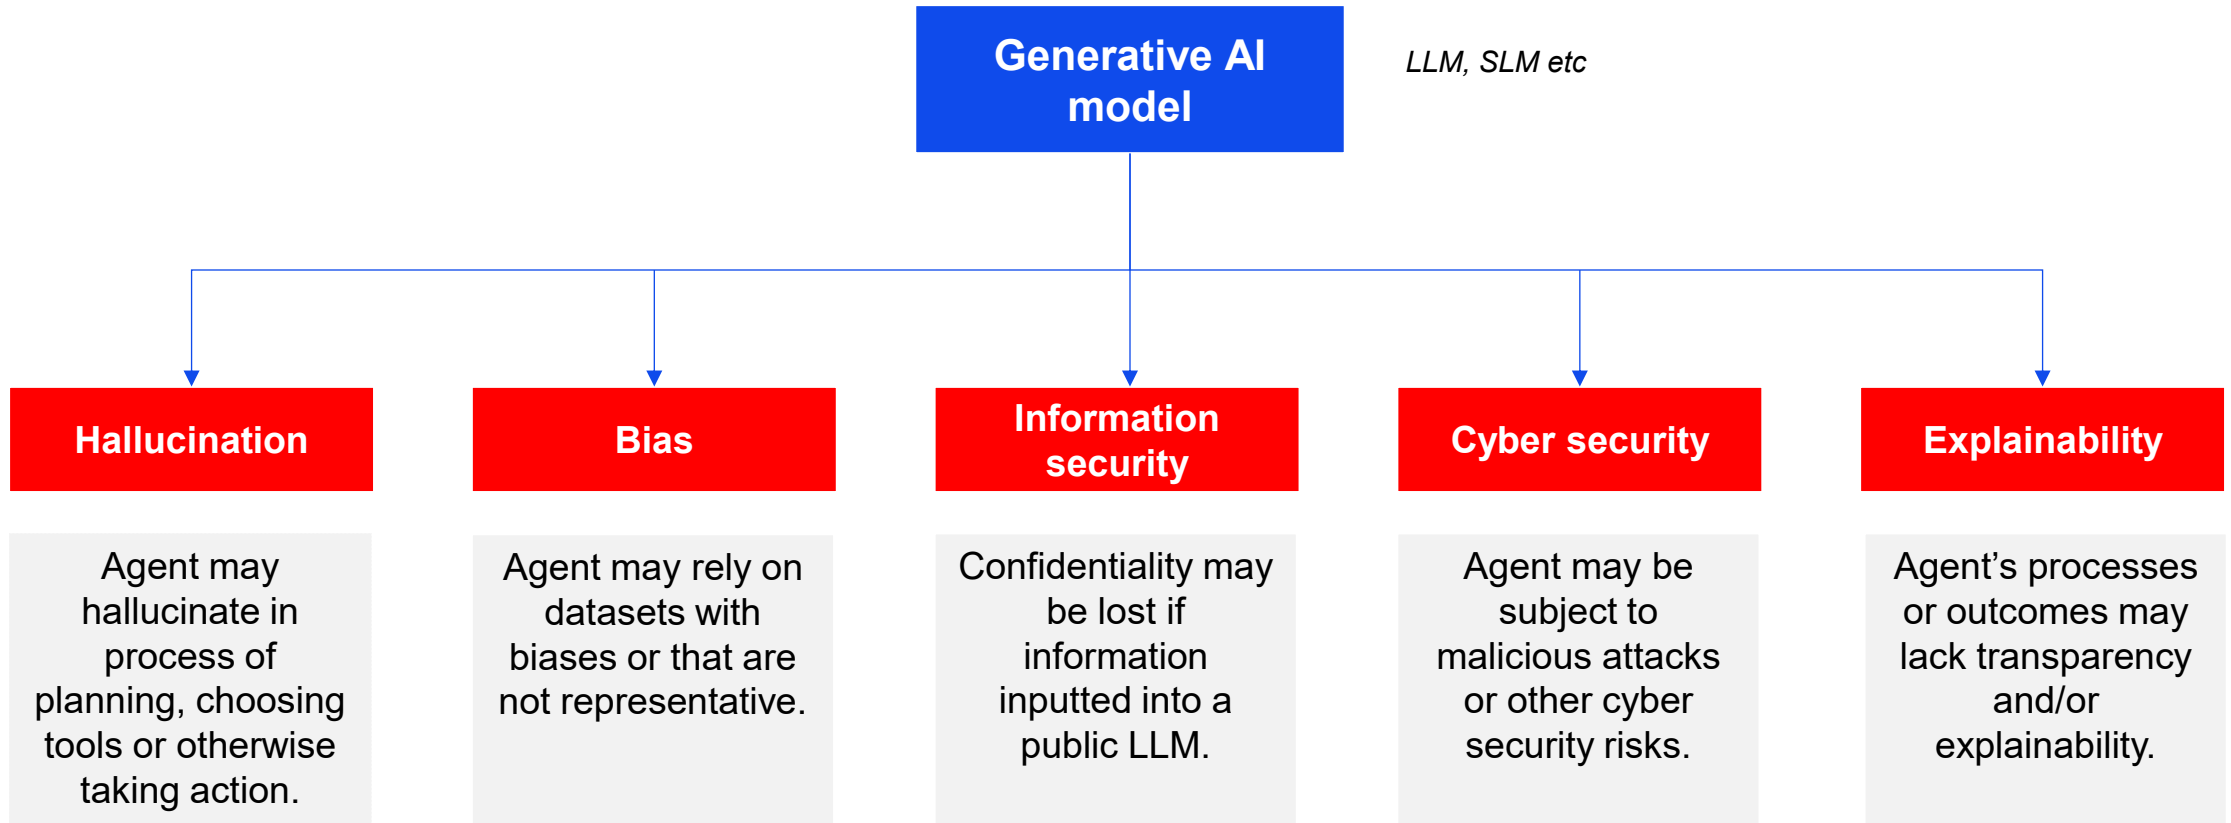 Generative AI
model
LLM, SLM etc
Hallucination
Bias
Information
security
Cyber security
Explainability
Agent may
hallucinate in
process of
planning, choosing
tools or otherwise
taking action.
Agent may rely on
datasets with
biases or that are
not representative.
Confidentiality may
be lost if
information
inputted into a
public LLM.
Agent may be
subject to
malicious attacks
or other cyber
security risks.
Agent’s processes
or outcomes may
lack transparency
and/or
explainability.